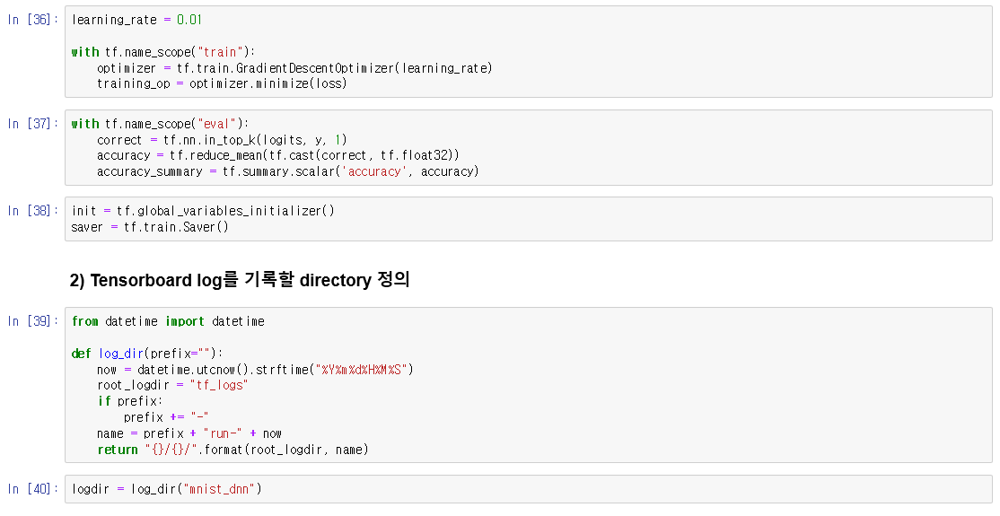 In [36]:
learning_rate = 0.01

with tf.name_scope("train"):
    optimizer = tf.train.GradientDescentOptimizer(learning_rate)
    training_op = optimizer.minimize(loss)

In [37]:
with tf.name_scope("eval"):
    correct = tf.nn.in_top_k(logits, y, 1)
    accuracy = tf.reduce_mean(tf.cast(correct, tf.float32))
    accuracy_summary = tf.summary.scalar('accuracy', accuracy)

In [38]:
init = tf.global_variables_initializer()
saver = tf.train.Saver()

2) Tensorboard log를 기록할 directory 정의

In [39]:
from datetime import datetime

def log_dir(prefix=""):
    now = datetime.utcnow().strftime("%Y%m%d%H%M%S")
    root_logdir = "tf_logs"
    if prefix:
        prefix += "-"
    name = prefix + "run-" + now
    return "{}/{}/".format(root_logdir, name)

In [40]:
logdir = log_dir("mnist_dnn")